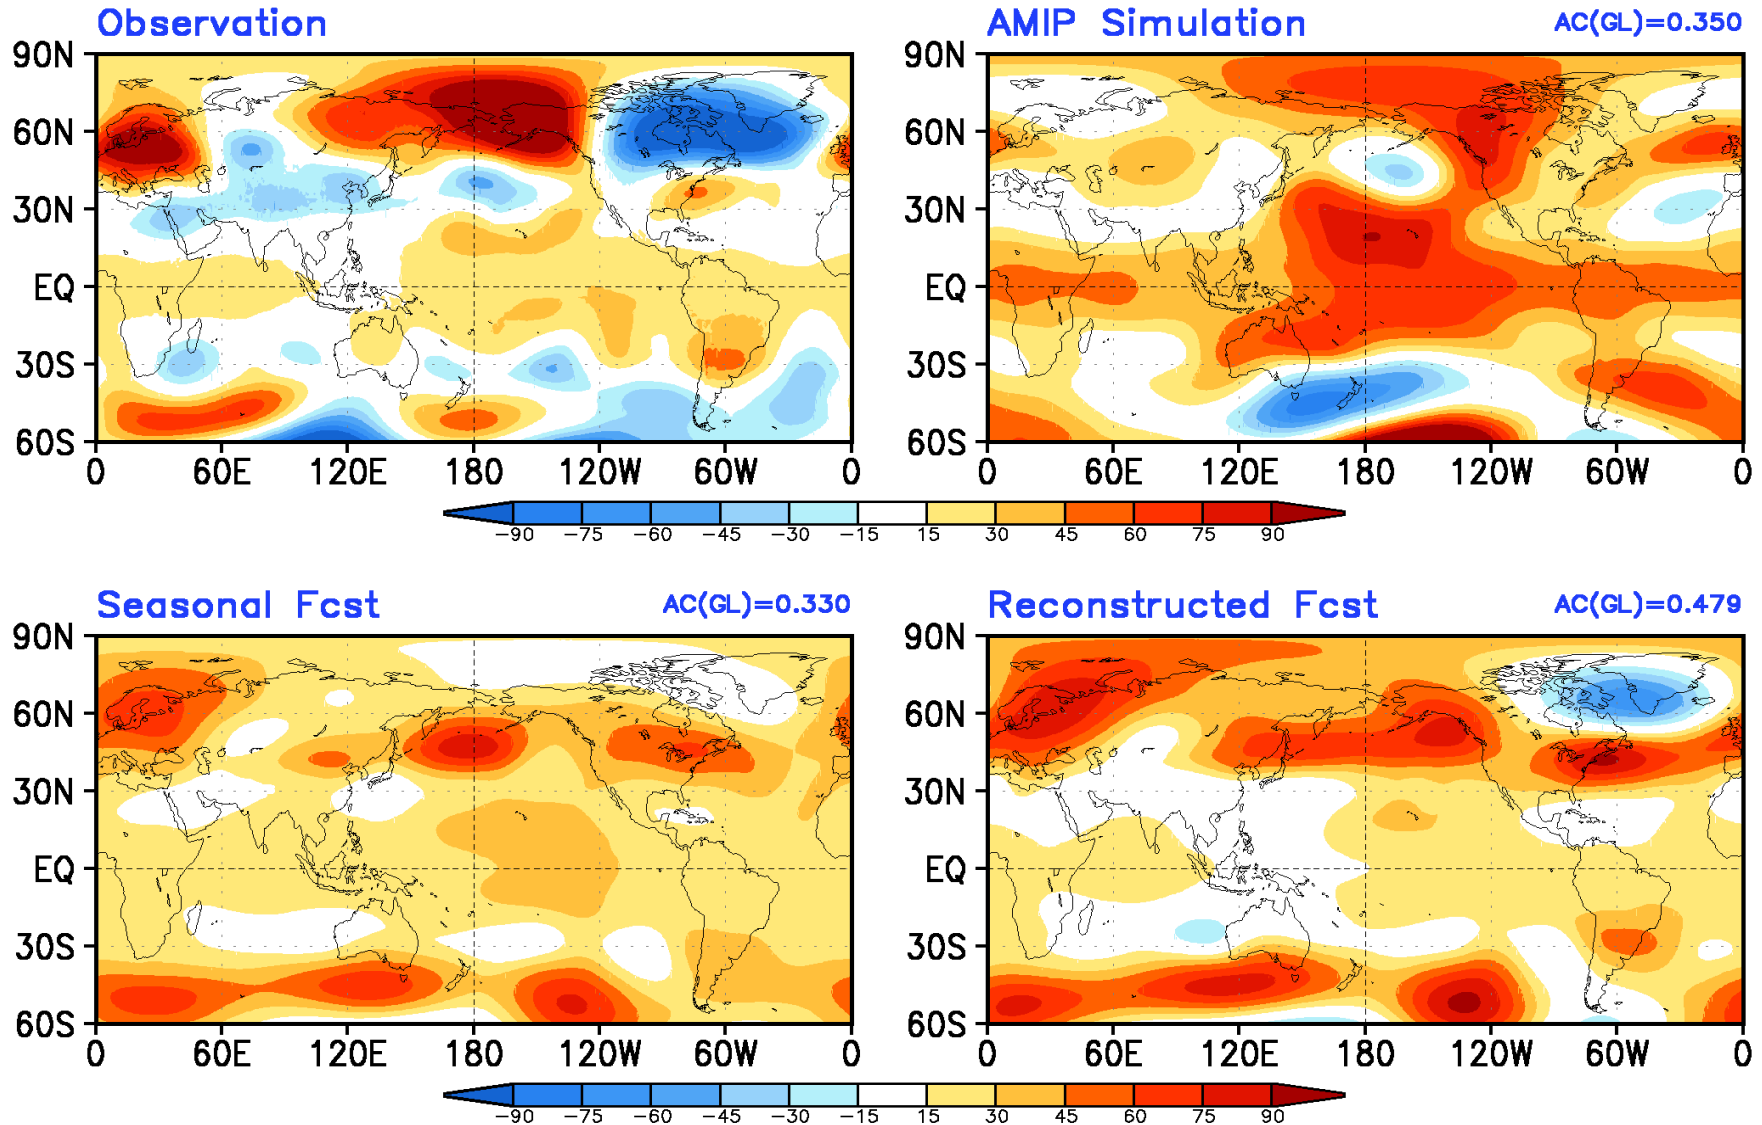 Observation
AMIP Simulation AC(GL)=0.350
90N 90N
60N 60N
30N 30N
EQ EQ
30S 30S
60S 60S
0 60E 120E 180 120W 60W 0 0 60E 120E 180 120W 60W 0
−90 −75 −60 −45 −30 −15 15 30 45 60 75 90
Seasonal Fcst AC(GL)=0.330
Reconstructed Fcst AC(GL)=0.479
90N 90N
60N 60N
30N 30N
EQ EQ
30S 30S
60S 60S
0 60E 120E 180 120W 60W 0 0 60E 120E 180 120W 60W 0
−90 −75 −60 −45 −30 −15 15 30 45 60 75 90